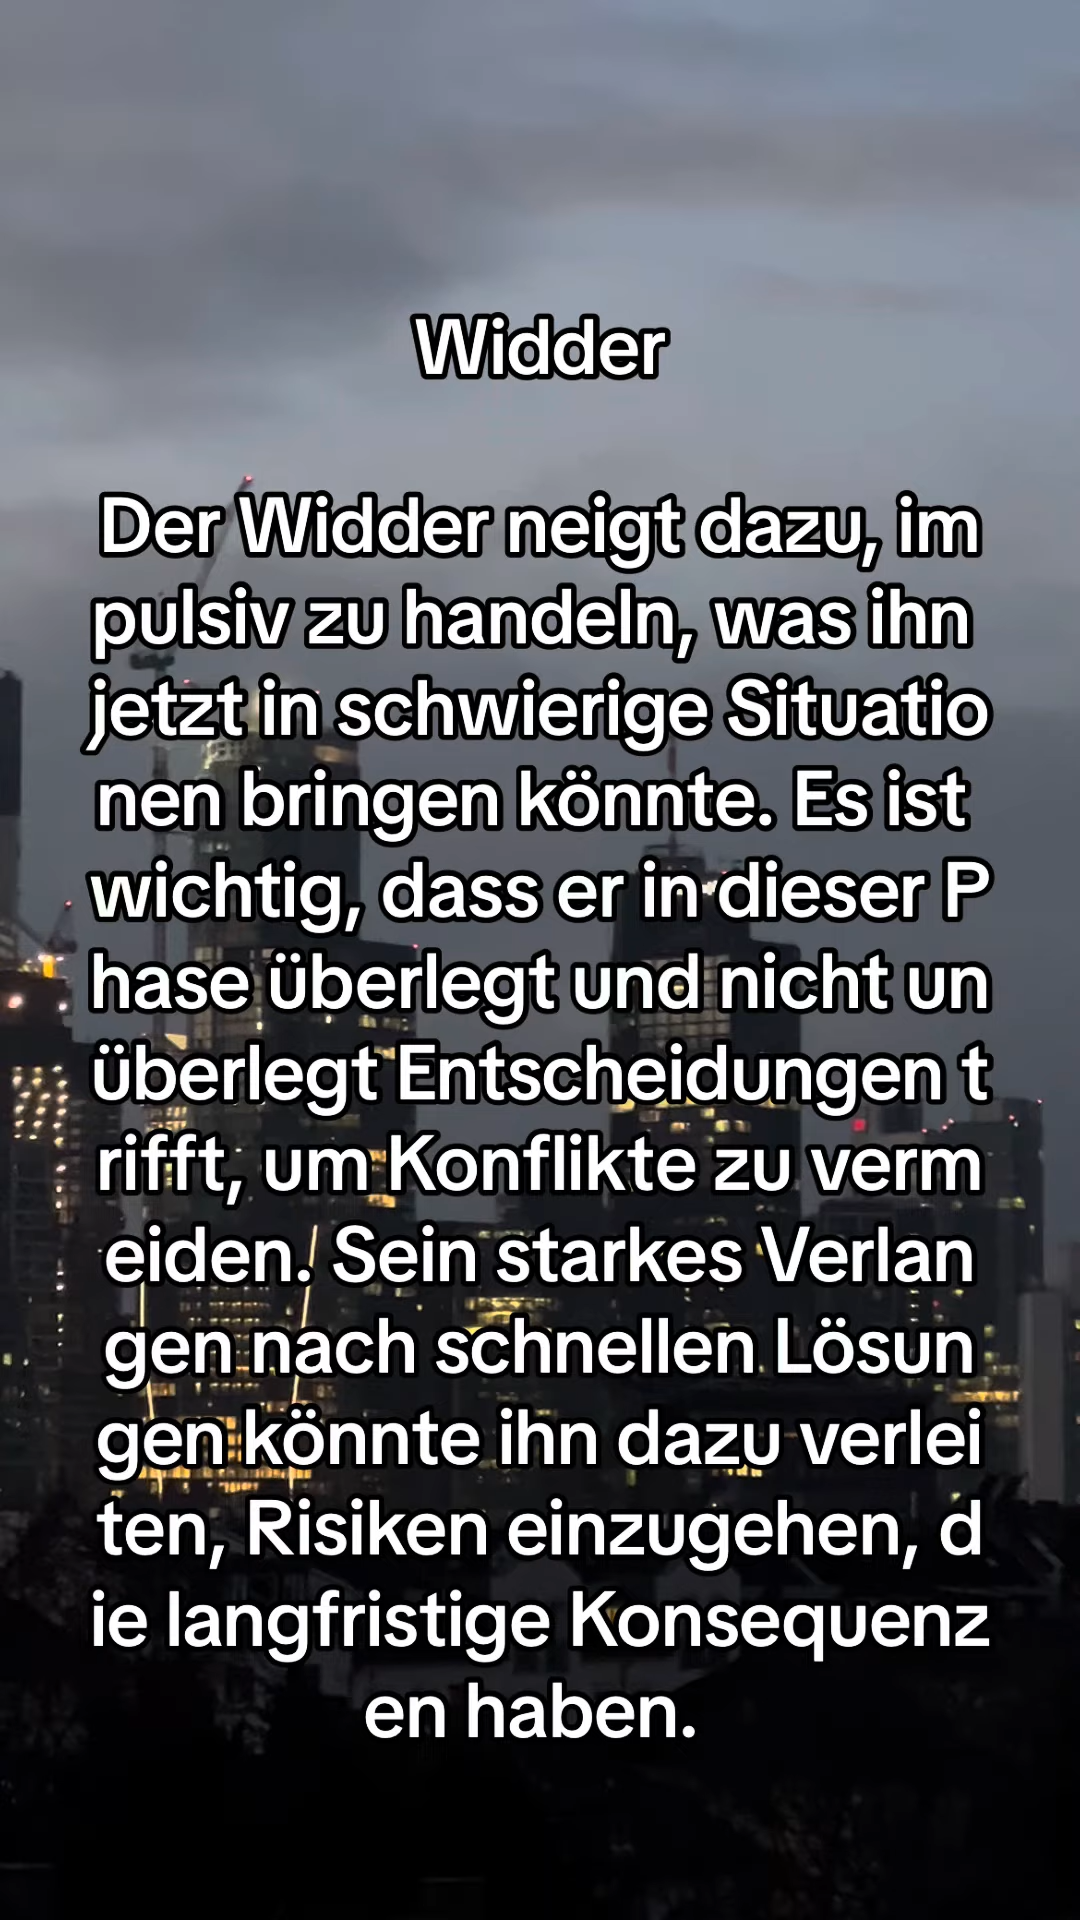 Widder
Der Widder neigt dazu, im
pulsiv zu handeln, was ihn
jetzt in schwierige Situatio
nen bringen könnte. Es ist
wichtig, dass er in dieser P
hase überlegt und nicht un
überlegt Entscheidungen t
rifft, um Konflikte zu verm
eiden. Sein starkes Verlan
gen nach schnellen Lösun
gen könnte ihn dazu verlei
ten, Risiken einzugehen, d
ie langfristige Konsequenz
en haben.